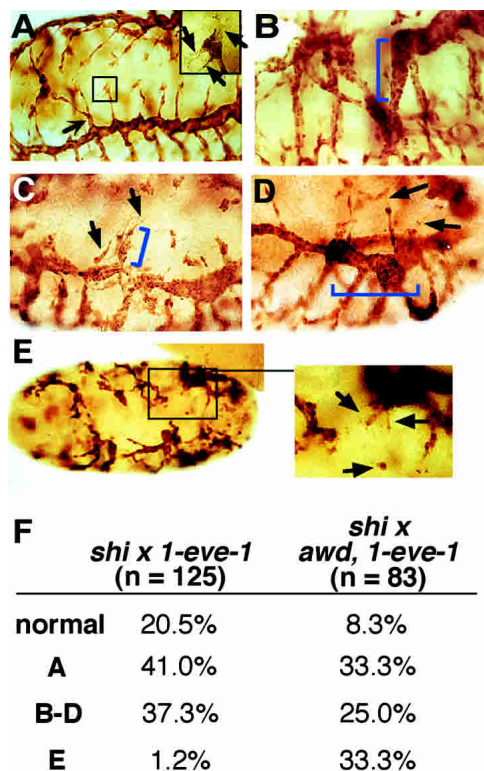 A
B
C
D
E
F
shi x 1-eve-1
(n = 125)
shi x
awd, 1-eve-1
(n = 83)
normal 20.5% 8.3%
A 41.0% 33.3%
B-D 37.3% 25.0%
E 1.2% 33.3%